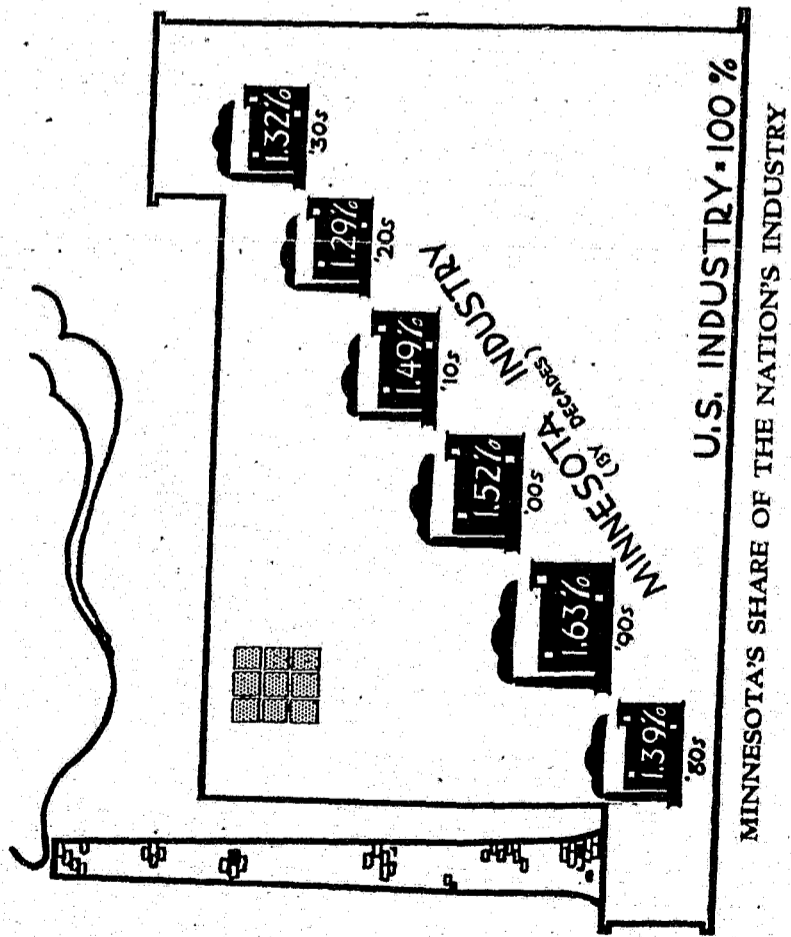 1.39%
'80s
1.63%
'90s
1.52%
'00s
1.49%
'10s
1.29%
'20s
1.32%
'30s
MINNESOTA INDUSTRY
(BY DECADES)
U.S. INDUSTRY=100%
MINNESOTA'S SHARE OF THE NATION'S INDUSTRY